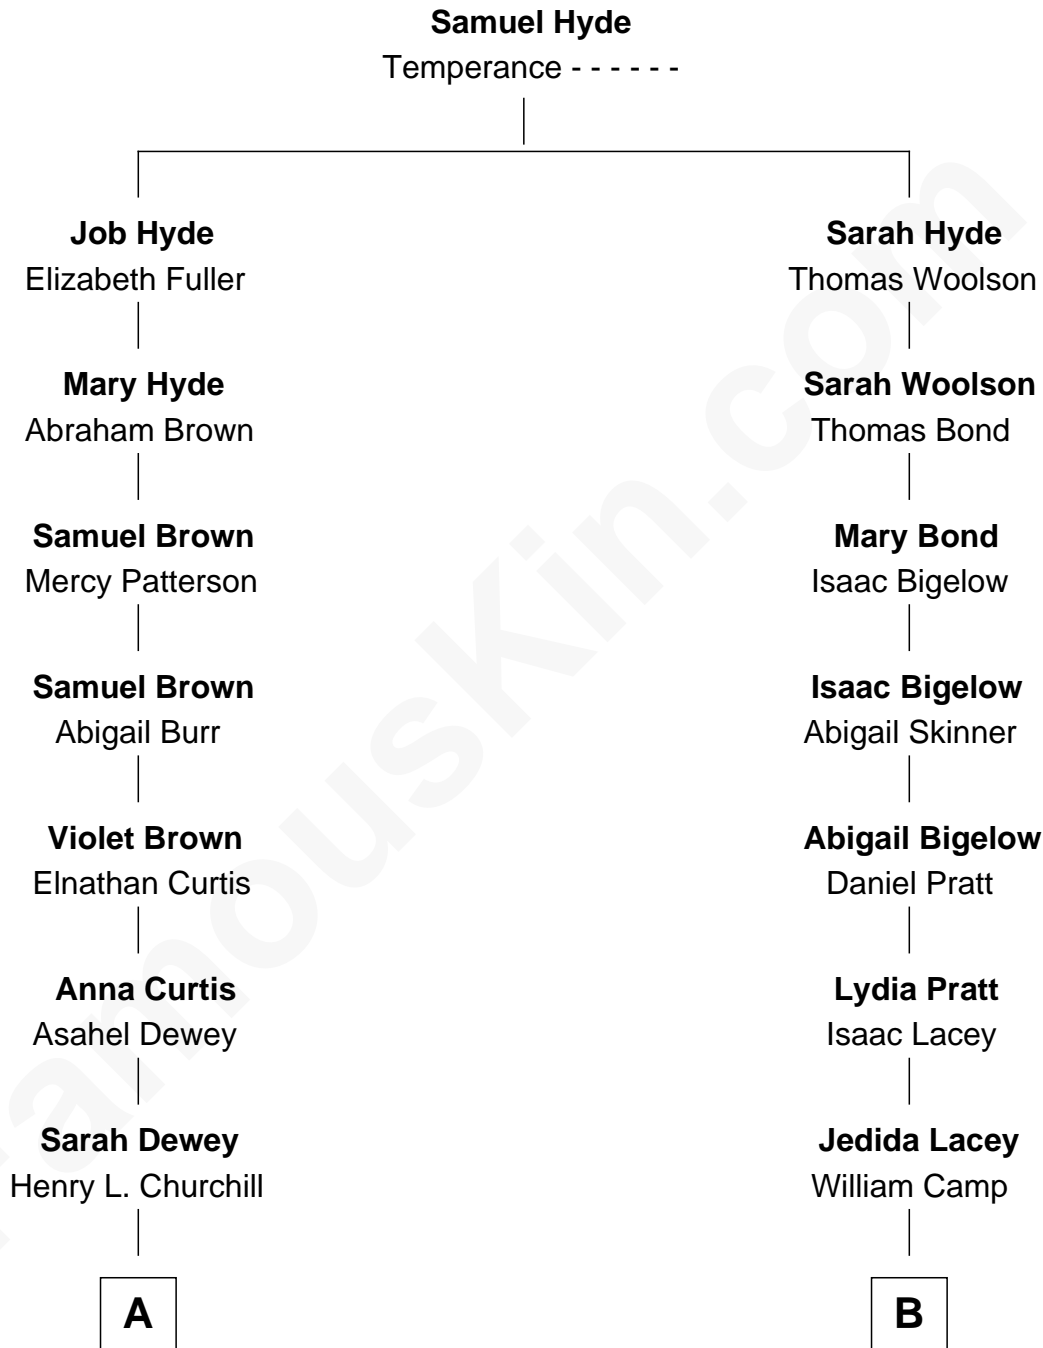 Samuel Hyde
Temperance - - - - - -
Job Hyde
Elizabeth Fuller
Sarah Hyde
Thomas Woolson
Mary Hyde
Abraham Brown
Sarah Woolson
Thomas Bond
Samuel Brown
Mercy Patterson
Mary Bond
Isaac Bigelow
Samuel Brown
Abigail Burr
Isaac Bigelow
Abigail Skinner
Violet Brown
Elnathan Curtis
Abigail Bigelow
Daniel Pratt
Anna Curtis
Asahel Dewey
Lydia Pratt
Isaac Lacey
Sarah Dewey
Henry L. Churchill
Jedida Lacey
William Camp
A
B
FamousKin.com